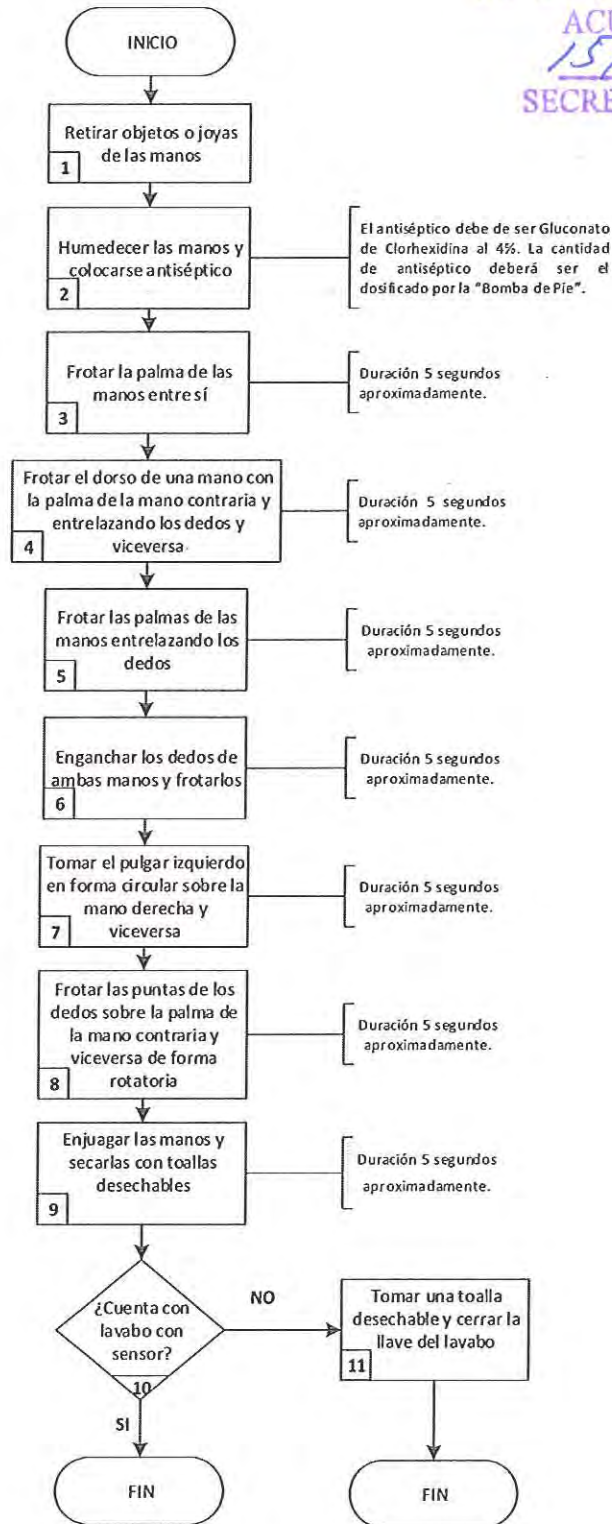 INICIO
Retirar objetos o joyas
de las manos
1
Humedecer las manos y
colocarse antiséptico
2
El antiséptico debe de ser Gluconato
de Clorhexidina al 4%. La cantidad
de antiséptico deberá ser el
dosificado por la "Bomba de Pie".
Frotar la palma de las
manos entre sí
3
Duración 5 segundos
aproximadamente.
Frotar el dorso de una mano con
la palma de la mano contraria y
entrelazando los dedos y
viceversa
4
Duración 5 segundos
aproximadamente.
Frotar las palmas de las
manos entrelazando los
dedos
5
Duración 5 segundos
aproximadamente.
Enganchar los dedos de
ambas manos y frotarlos
6
Duración 5 segundos
aproximadamente.
Tomar el pulgar izquierdo
en forma circular sobre la
mano derecha y
viceversa
7
Duración 5 segundos
aproximadamente.
Frotar las puntas de los
dedos sobre la palma de
la mano contraria y
viceversa de forma
rotatoria
8
Duración 5 segundos
aproximadamente.
Enjuagar las manos y
secarlas con toallas
desechables
9
Duración 5 segundos
aproximadamente.
¿Cuenta con
lavabo con
sensor?
10
NO
Tomar una toalla
desechable y cerrar la
llave del lavabo
11
SI
FIN
FIN